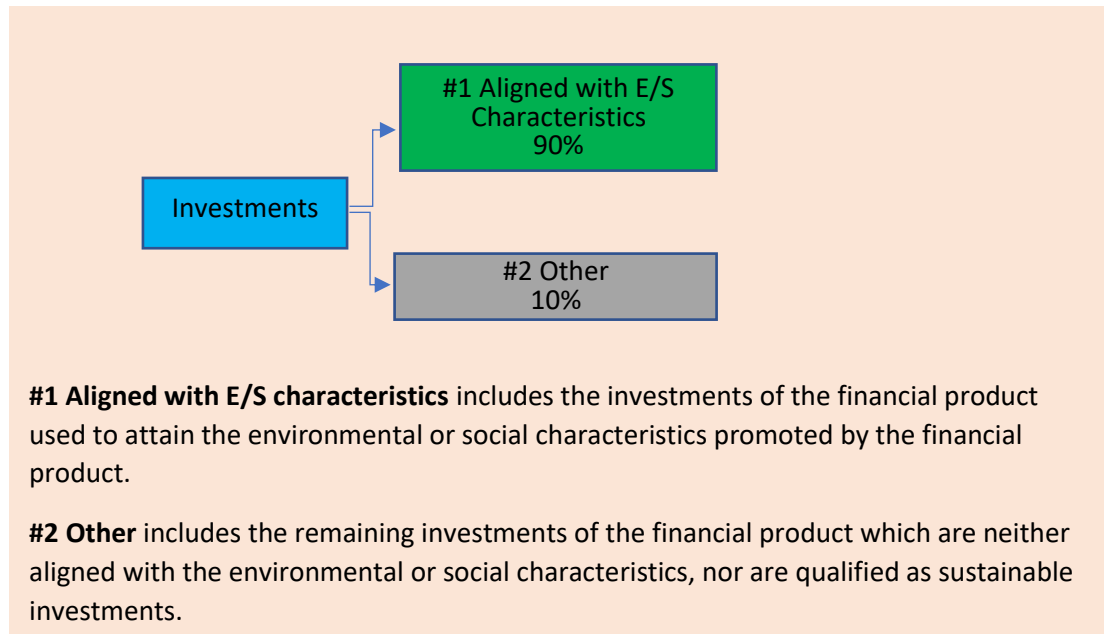 #1 Aligned with E/S
Characteristics
90%
Investments
#2 Other
10%
#1 Aligned with E/S characteristics includes the investments of the financial product
used to attain the environmental or social characteristics promoted by the financial
product.
#2 Other includes the remaining investments of the financial product which are neither
aligned with the environmental or social characteristics, nor are qualified as sustainable
investments.